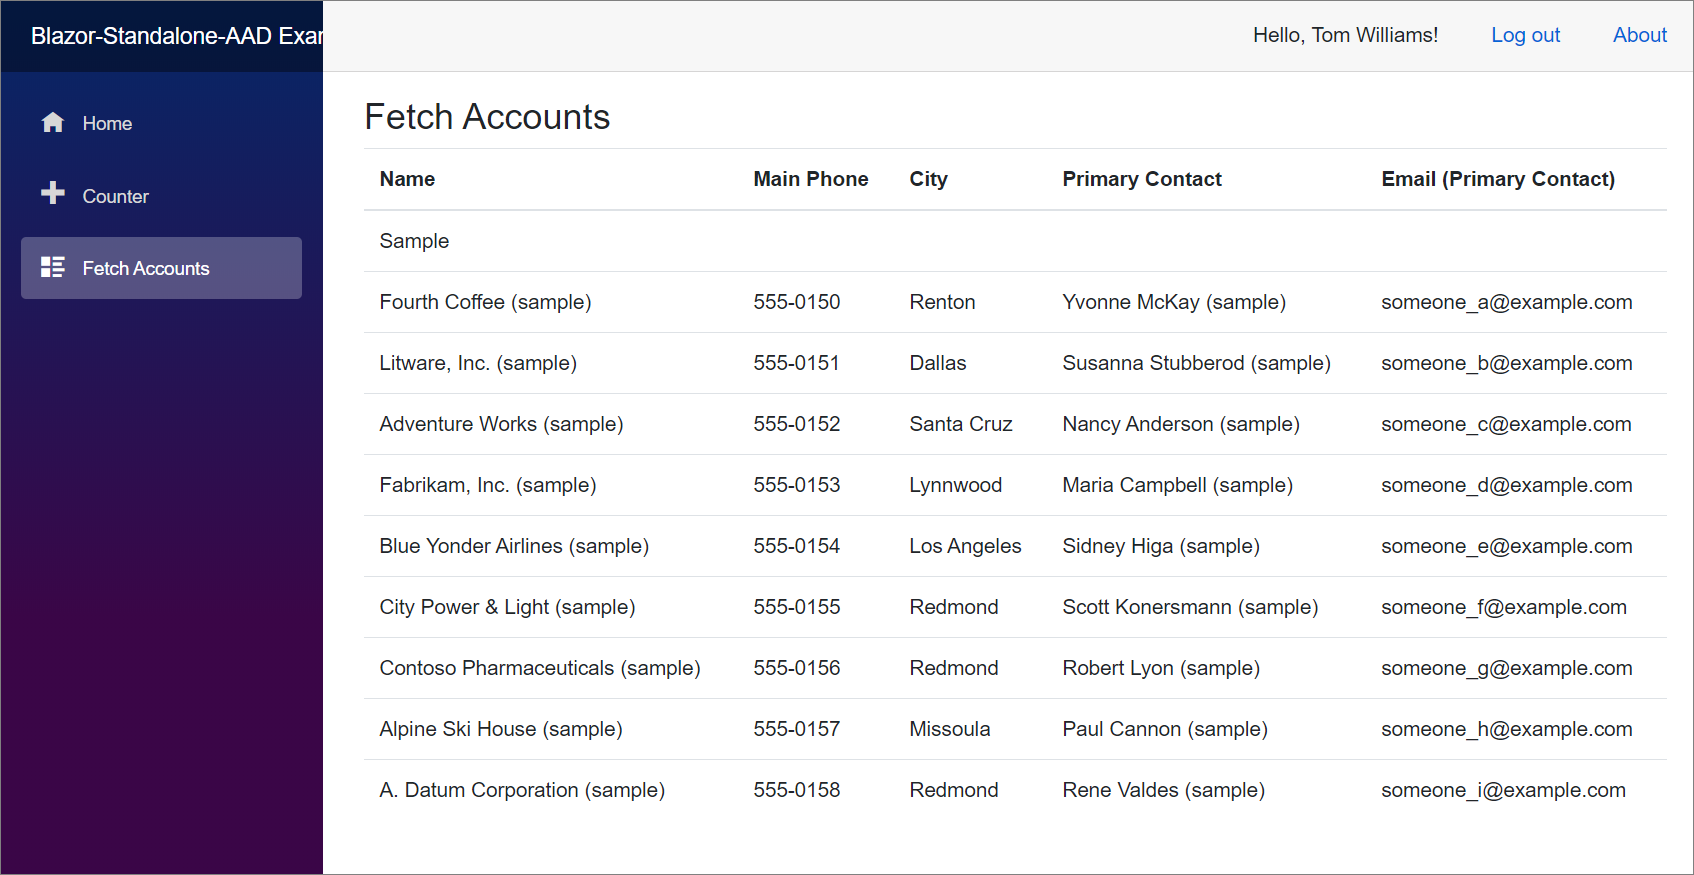 Blazor-Standalone-AAD Exam
Hello, Tom Williams! Log out About
Home
Counter
Fetch Accounts
Fetch Accounts
Name Main Phone City Primary Contact Email (Primary Contact)
Sample
Fourth Coffee (sample) 555-0150 Renton Yvonne McKay (sample) someone_a@example.com
Litware, Inc. (sample) 555-0151 Dallas Susanna Stubberod (sample) someone_b@example.com
Adventure Works (sample) 555-0152 Santa Cruz Nancy Anderson (sample) someone_c@example.com
Fabrikam, Inc. (sample) 555-0153 Lynnwood Maria Campbell (sample) someone_d@example.com
Blue Yonder Airlines (sample) 555-0154 Los Angeles Sidney Higa (sample) someone_e@example.com
City Power & Light (sample) 555-0155 Redmond Scott Konersmann (sample) someone_f@example.com
Contoso Pharmaceuticals (sample) 555-0156 Redmond Robert Lyon (sample) someone_g@example.com
Alpine Ski House (sample) 555-0157 Missoula Paul Cannon (sample) someone_h@example.com
A. Datum Corporation (sample) 555-0158 Redmond Rene Valdes (sample) someone_i@example.com